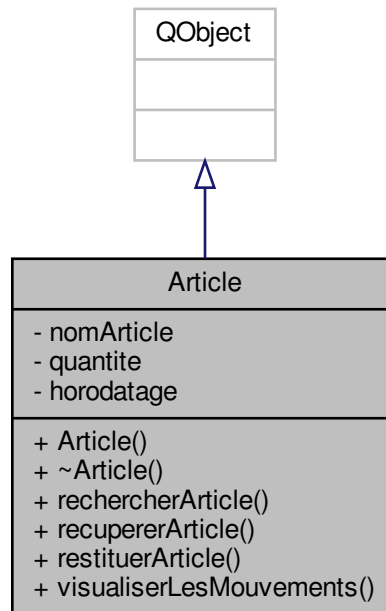 QObject
Article
- nomArticle
- quantite
- horodatage
+ Article()
+ ~Article()
+ rechercherArticle()
+ recupererArticle()
+ restituerArticle()
+ visualiserLesMouvements()